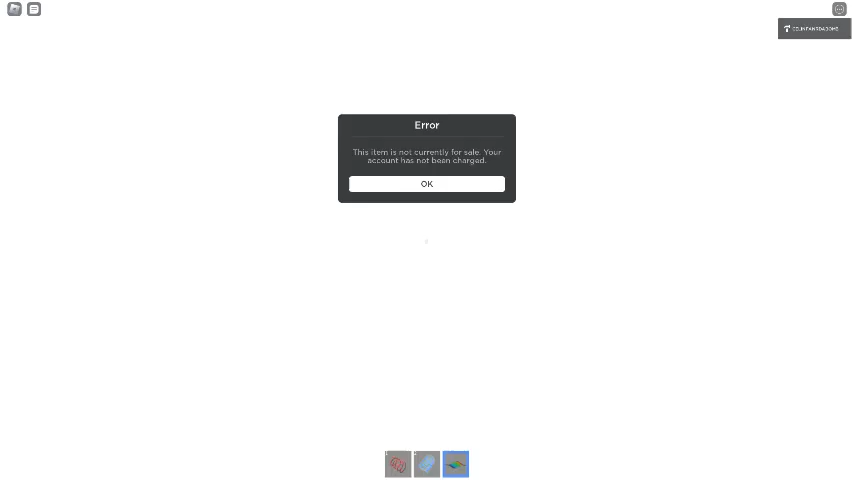 Error
This item is not currently for sale. Your
account has not been charged.
OK